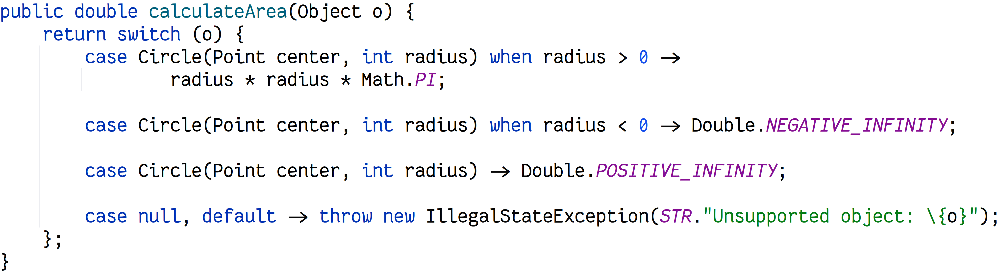 public double calculateArea(Object o) {
    return switch (o) {
        case Circle(Point center, int radius) when radius > 0 →
                radius * radius * Math.PI;

        case Circle(Point center, int radius) when radius < 0 → Double.NEGATIVE_INFINITY;

        case Circle(Point center, int radius) → Double.POSITIVE_INFINITY;

        case null, default → throw new IllegalStateException(STR."Unsupported object: \{o}");
    };
}